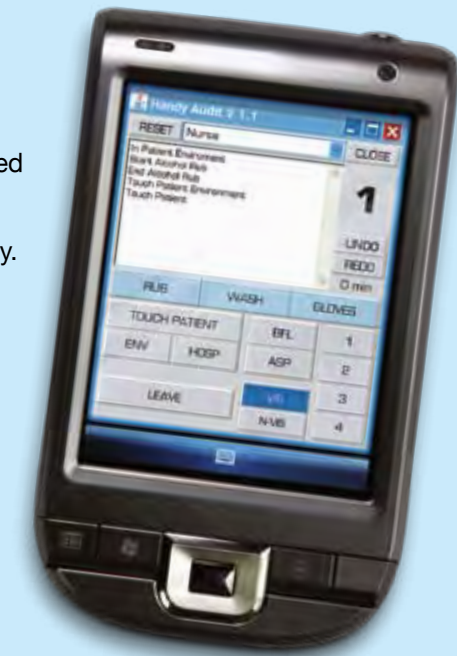 ed
y.
Handy Audit v 1.1
RESET Nurse CLOSE
In Patient Environment
Start Alcohol Rub
End Alcohol Rub
Touch Patient Environment
Touch Patient
1
UNDO
REDO
0 min
RUB WASH GLOVES
TOUCH PATIENT BFL 1
ENV HOSP ASP 2
LEAVE VIS 3
N-VIS 4